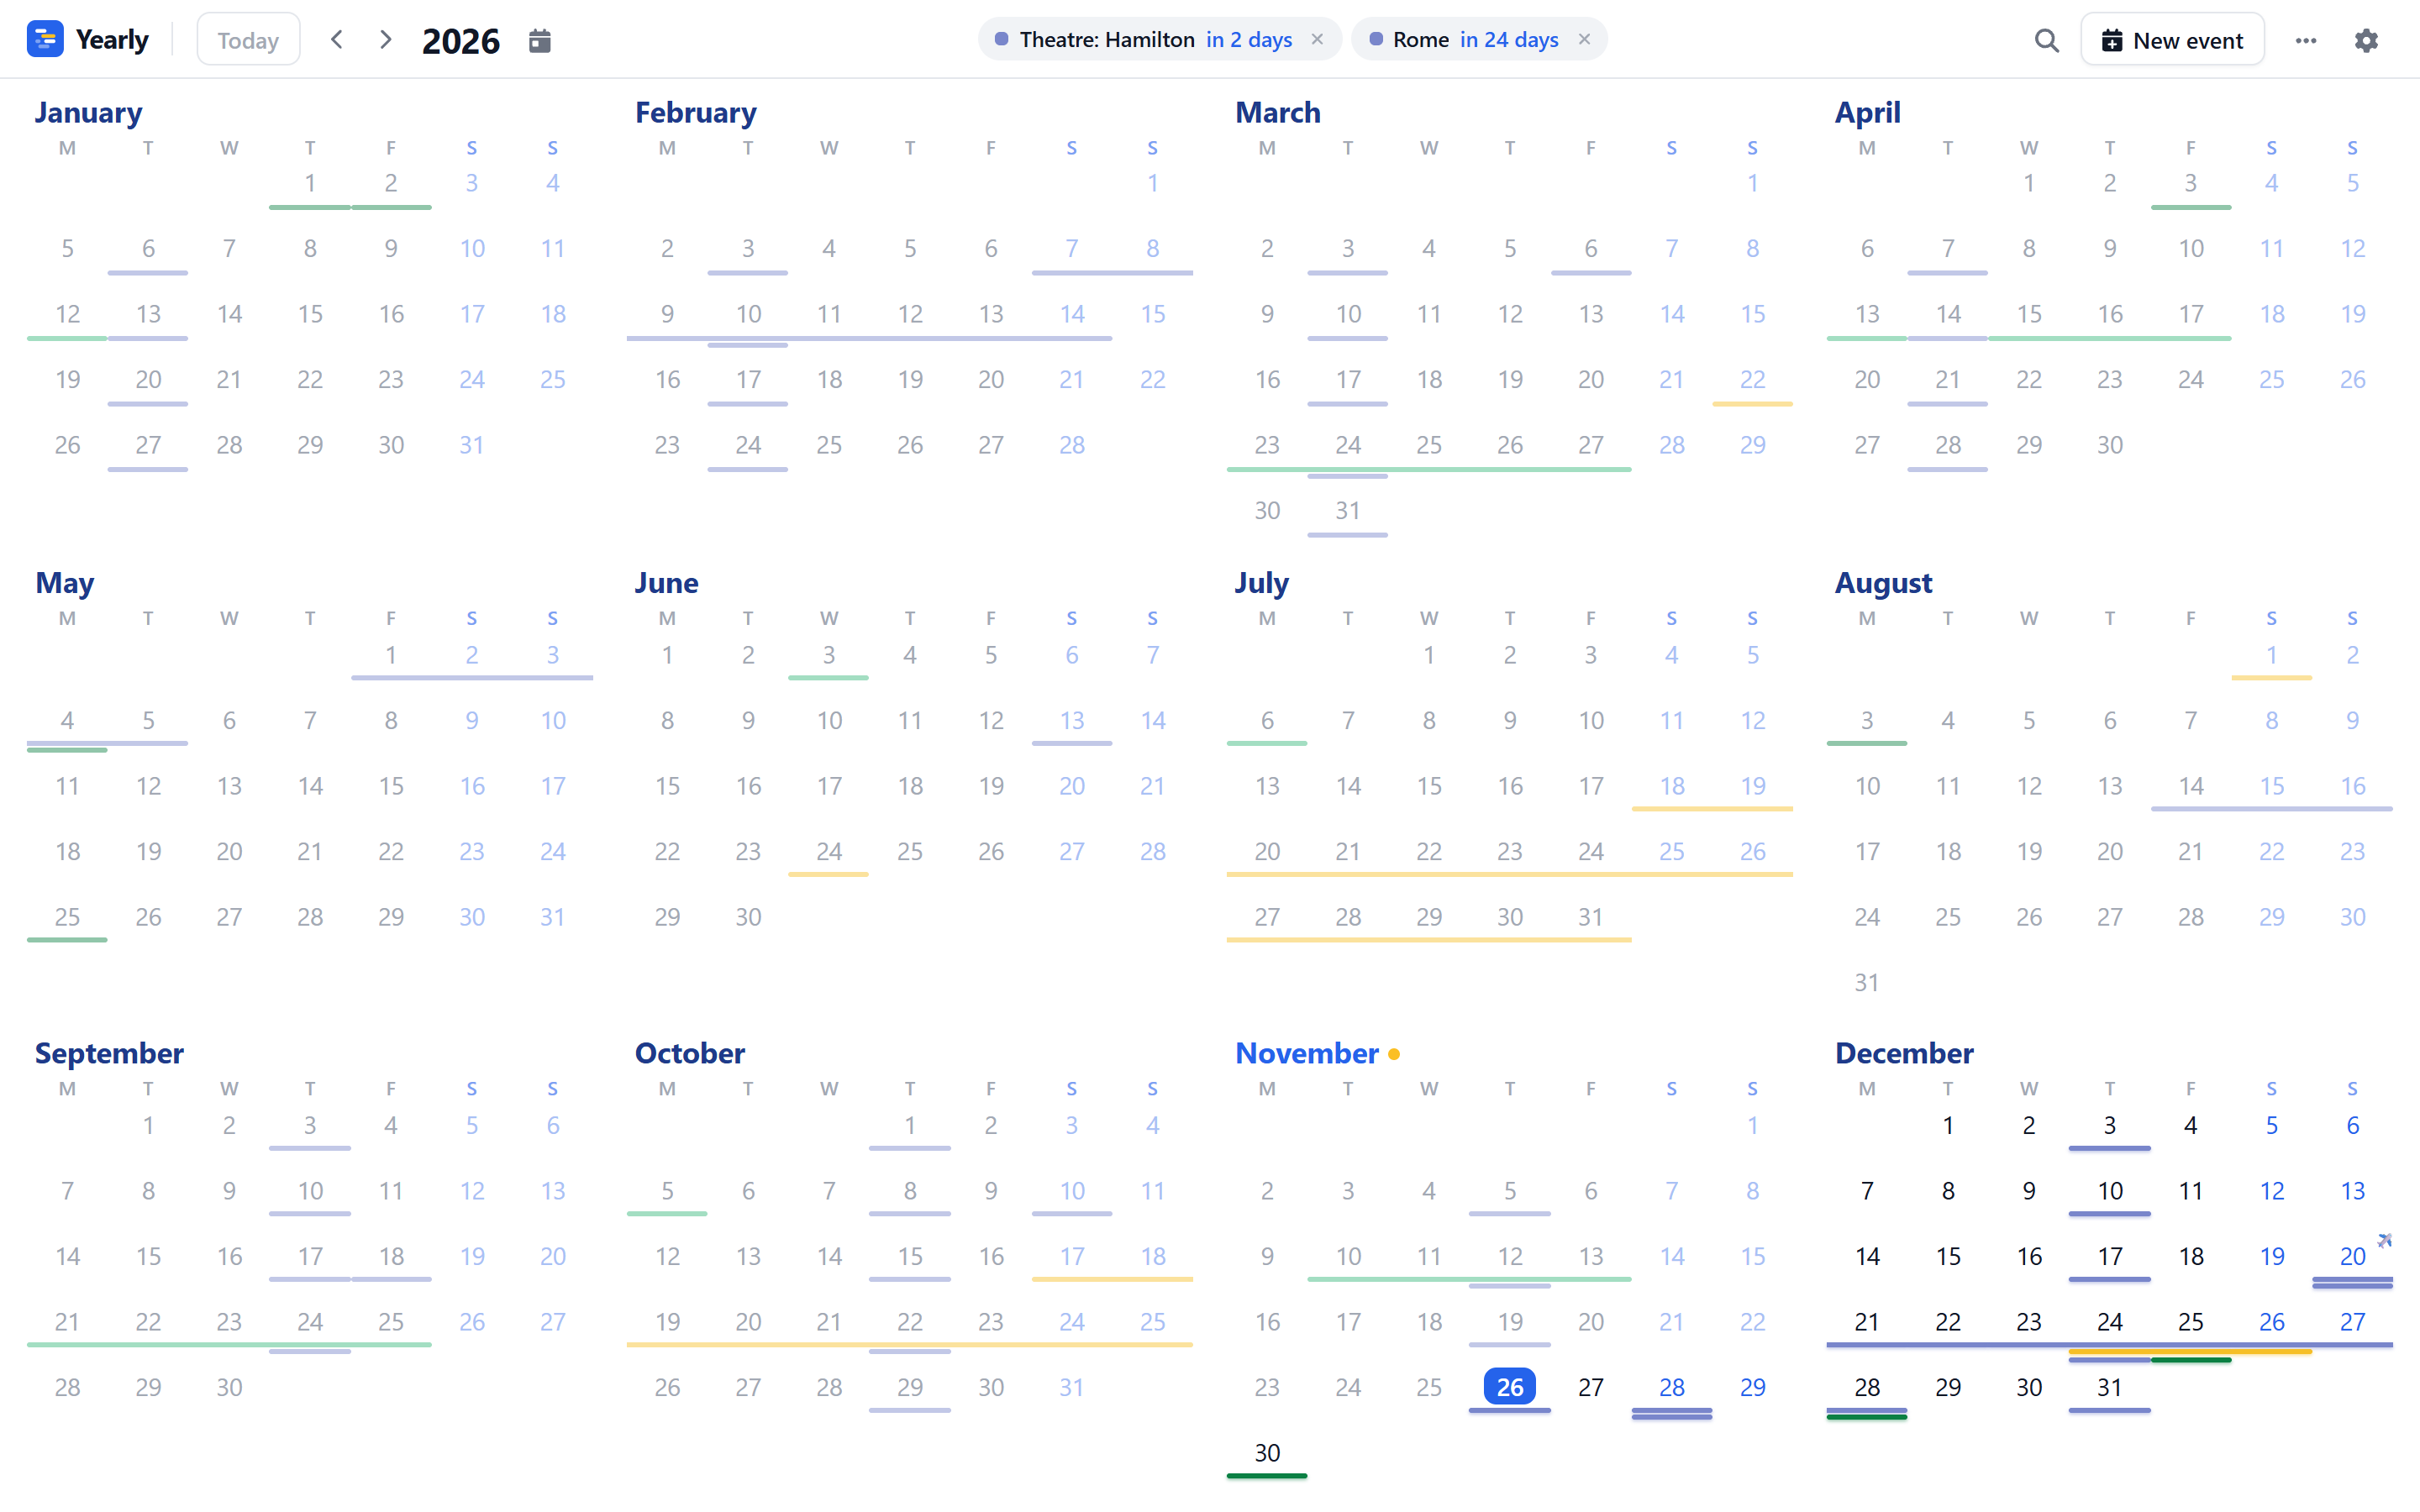 Yearly Today 2026 Theatre: Hamilton in 2 days Rome in 24 days New event
January
M T W T F S S
1 2 3 4
5 6 7 8 9 10 11
12 13 14 15 16 17 18
19 20 21 22 23 24 25
26 27 28 29 30 31
February
M T W T F S S
1
2 3 4 5 6 7 8
9 10 11 12 13 14 15
16 17 18 19 20 21 22
23 24 25 26 27 28
March
M T W T F S S
1
2 3 4 5 6 7 8
9 10 11 12 13 14 15
16 17 18 19 20 21 22
23 24 25 26 27 28 29
30 31
April
M T W T F S S
1 2 3 4 5
6 7 8 9 10 11 12
13 14 15 16 17 18 19
20 21 22 23 24 25 26
27 28 29 30
May
M T W T F S S
1 2 3
4 5 6 7 8 9 10
11 12 13 14 15 16 17
18 19 20 21 22 23 24
25 26 27 28 29 30 31
June
M T W T F S S
1 2 3 4 5 6 7
8 9 10 11 12 13 14
15 16 17 18 19 20 21
22 23 24 25 26 27 28
29 30
July
M T W T F S S
1 2 3 4 5
6 7 8 9 10 11 12
13 14 15 16 17 18 19
20 21 22 23 24 25 26
27 28 29 30 31
August
M T W T F S S
1 2
3 4 5 6 7 8 9
10 11 12 13 14 15 16
17 18 19 20 21 22 23
24 25 26 27 28 29 30
31
September
M T W T F S S
1 2 3 4 5 6
7 8 9 10 11 12 13
14 15 16 17 18 19 20
21 22 23 24 25 26 27
28 29 30
October
M T W T F S S
1 2 3 4
5 6 7 8 9 10 11
12 13 14 15 16 17 18
19 20 21 22 23 24 25
26 27 28 29 30 31
November
M T W T F S S
1
2 3 4 5 6 7 8
9 10 11 12 13 14 15
16 17 18 19 20 21 22
23 24 25 26 27 28 29
30
December
M T W T F S S
1 2 3 4 5 6
7 8 9 10 11 12 13
14 15 16 17 18 19 20
21 22 23 24 25 26 27
28 29 30 31